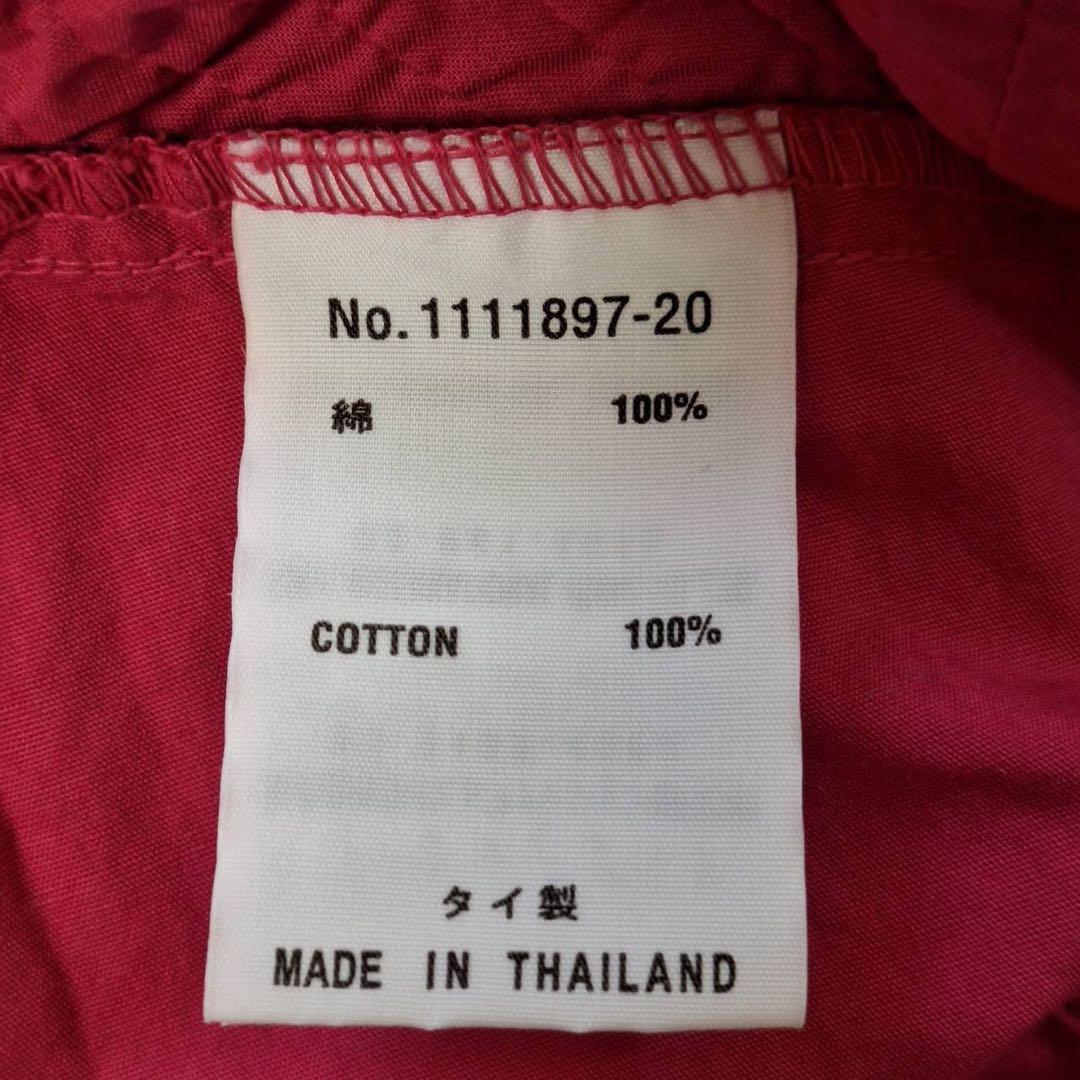 No. 1111897-20
綿 100%
COTTON 100%
タイ製
MADE IN THAILAND